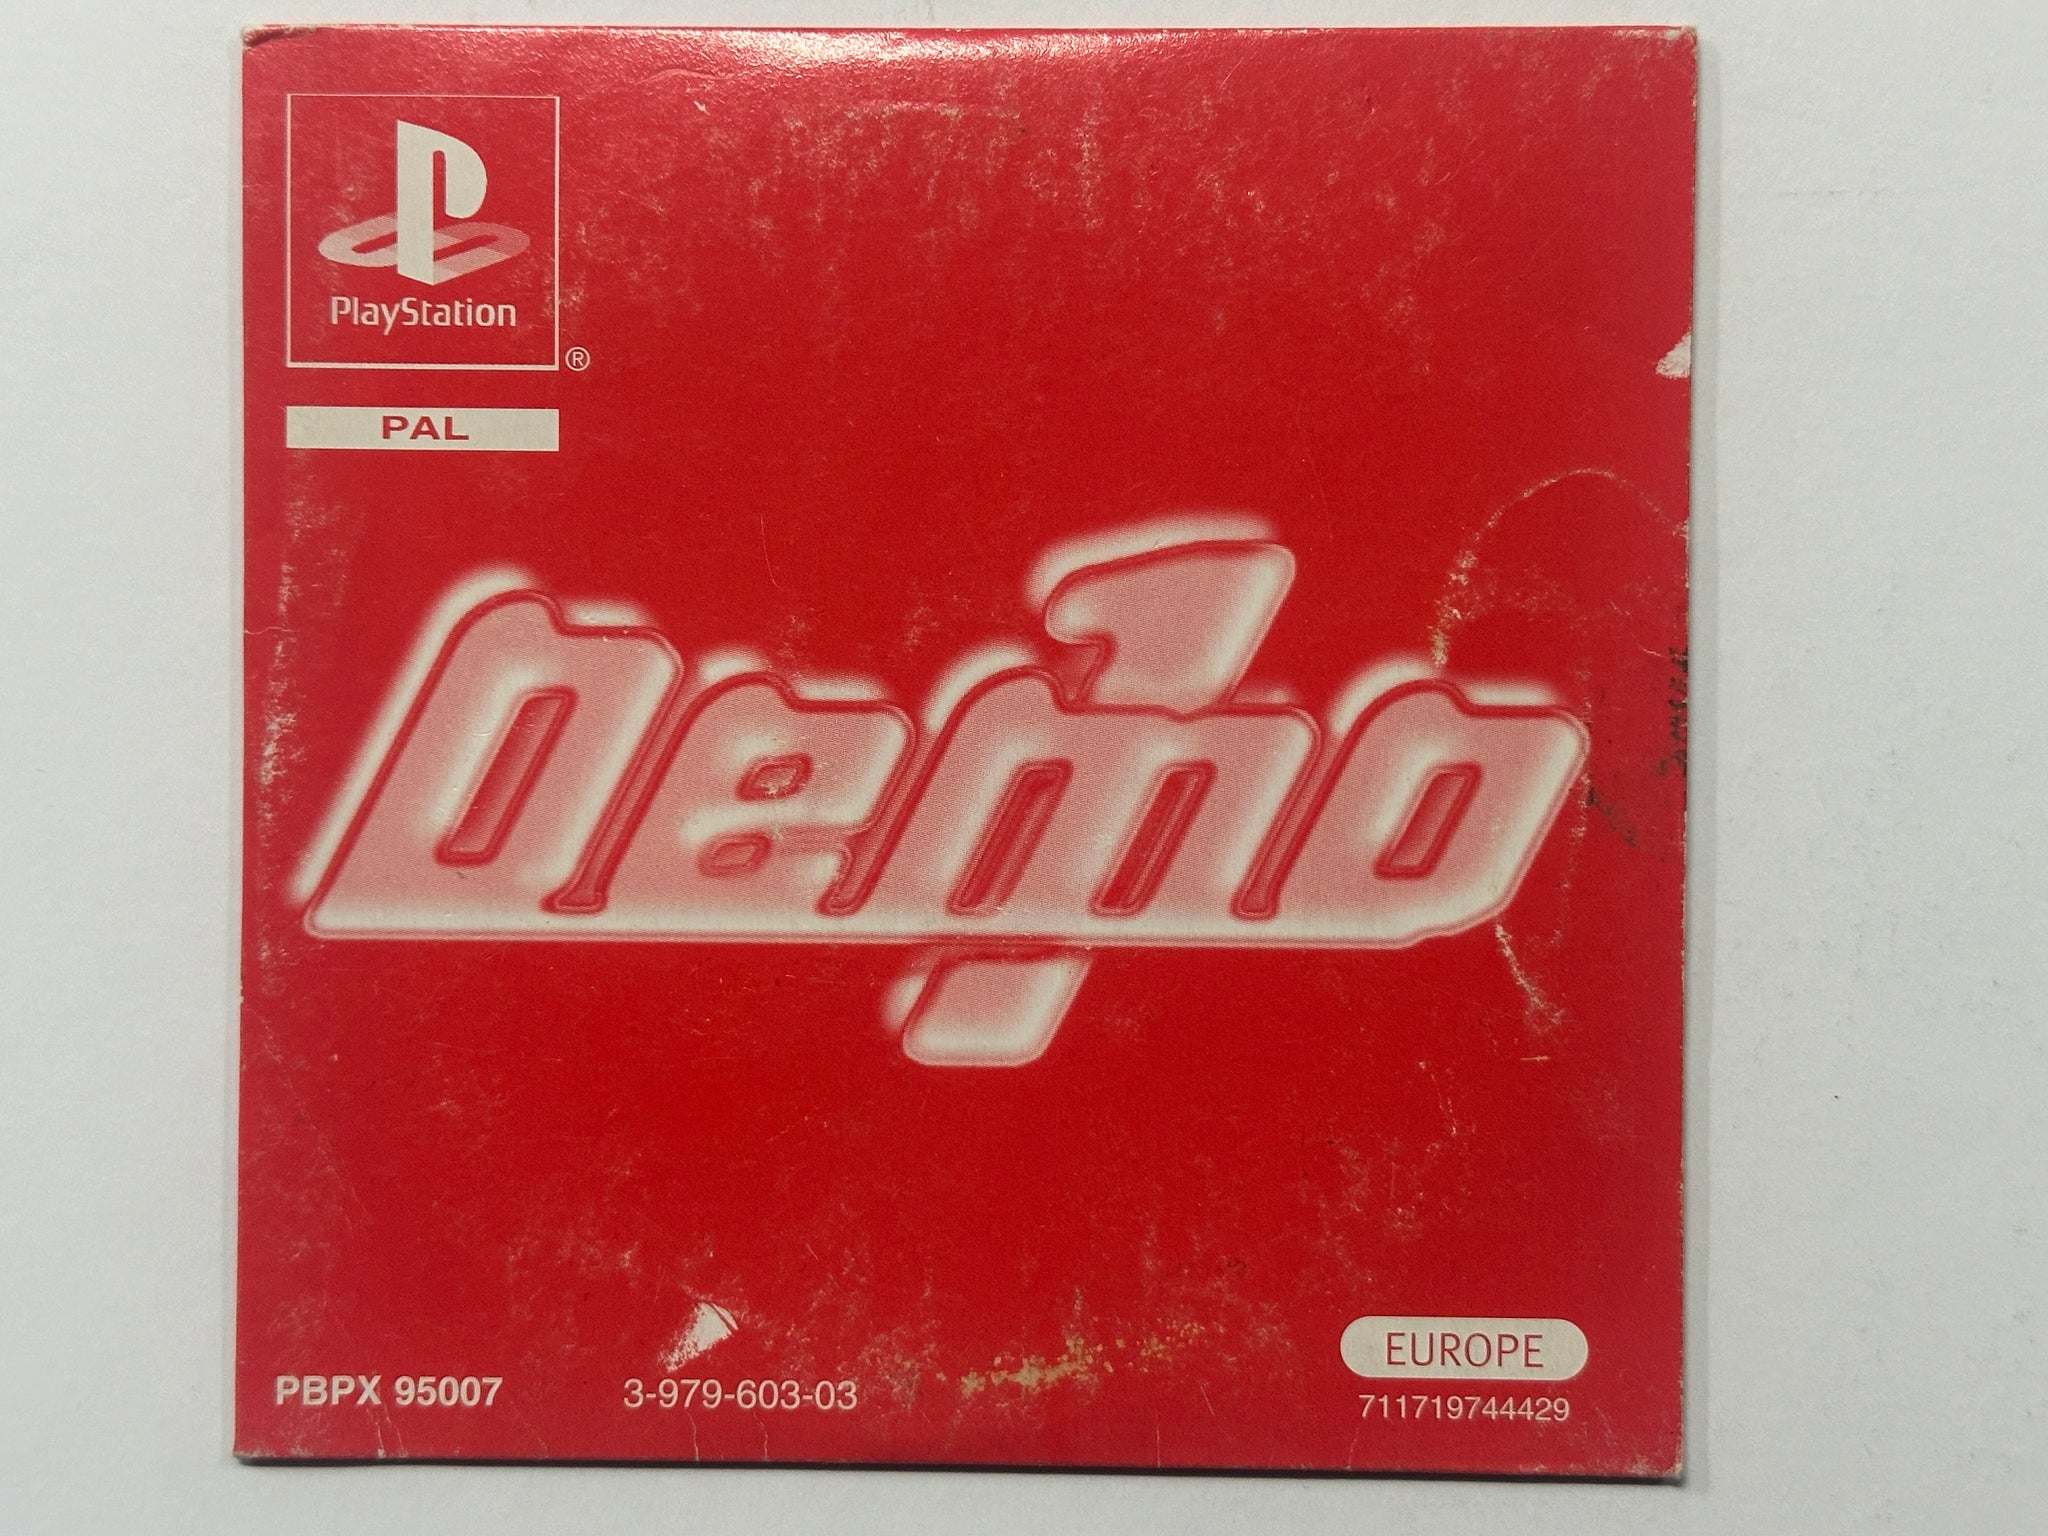 PlayStation
®
PAL
Demo 1
PBPX 95007
3-979-603-03
EUROPE
711719744429